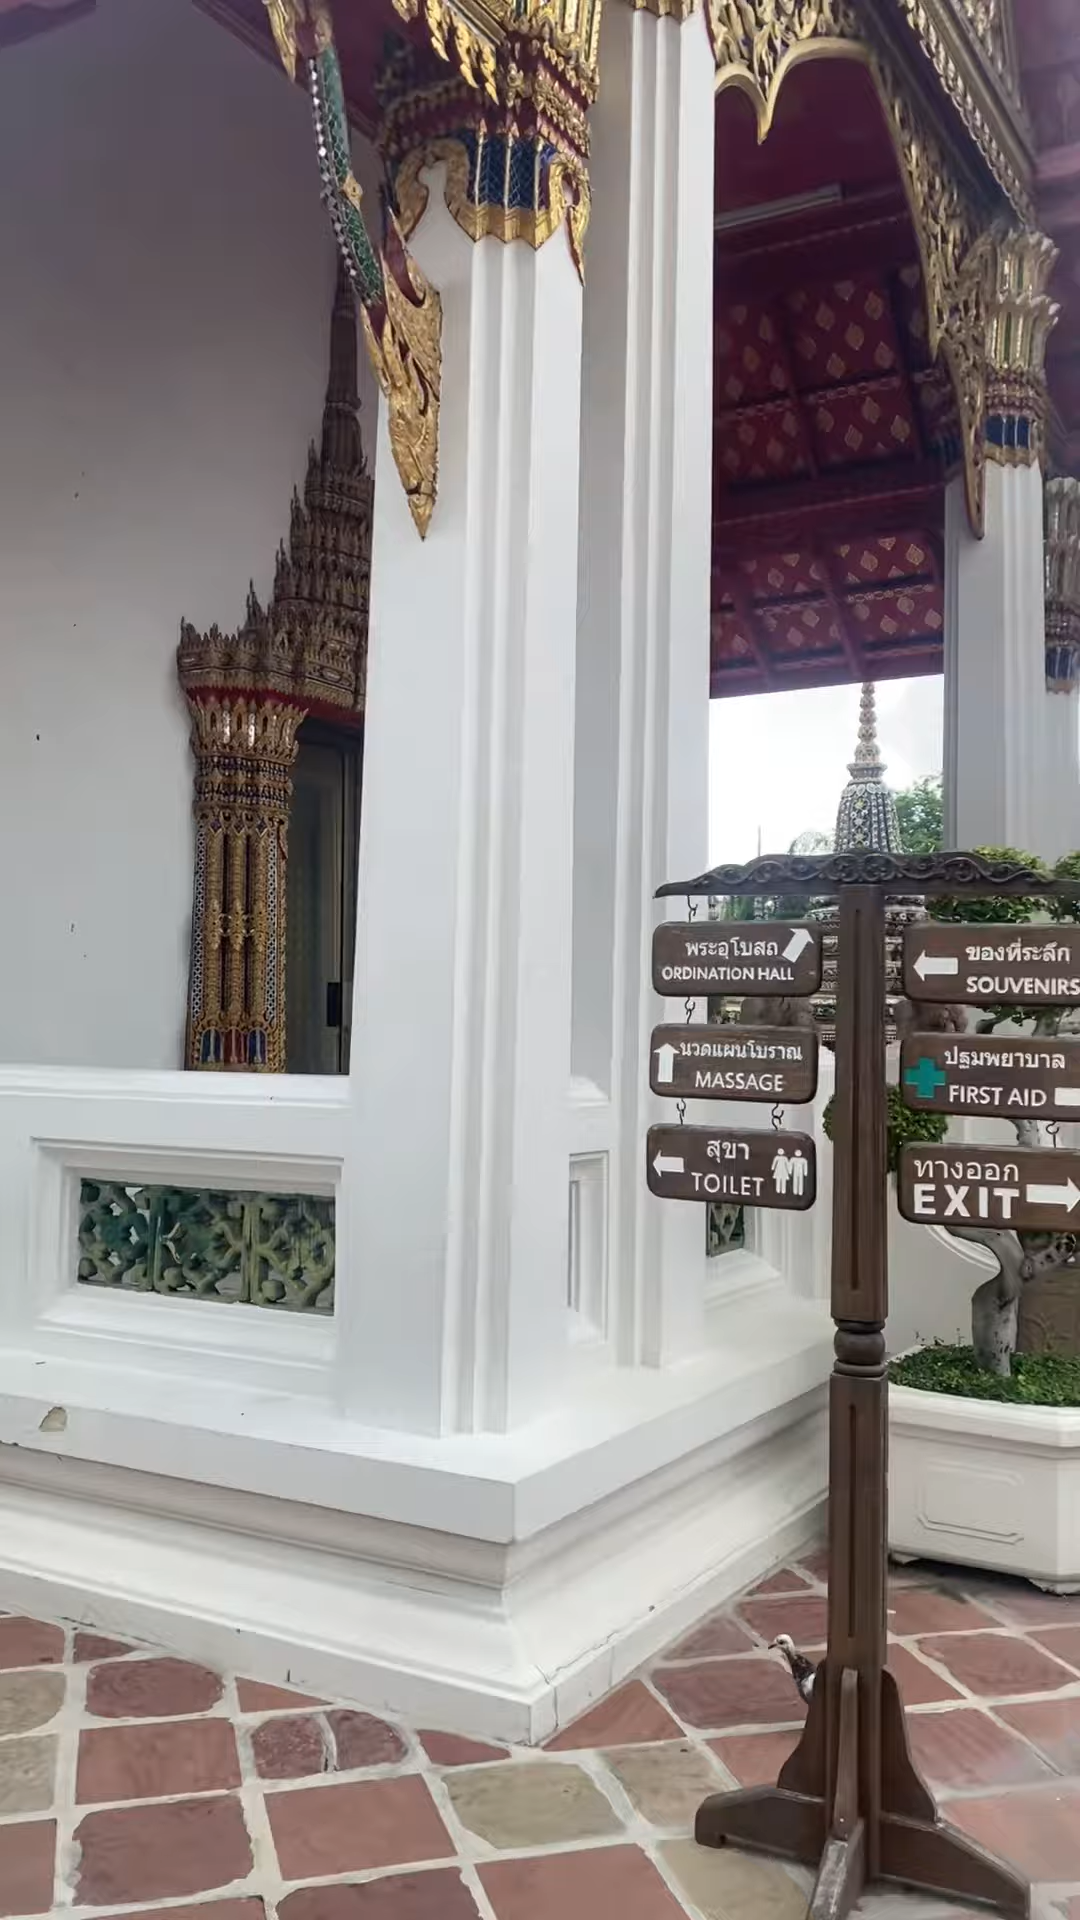 พระอุโบสถ
ORDINATION HALL
นวดแผนโบราณ
MASSAGE
สุขา
TOILET
ของที่ระลึก
SOUVENIRS
ปฐมพยาบาล
FIRST AID
ทางออก
EXIT